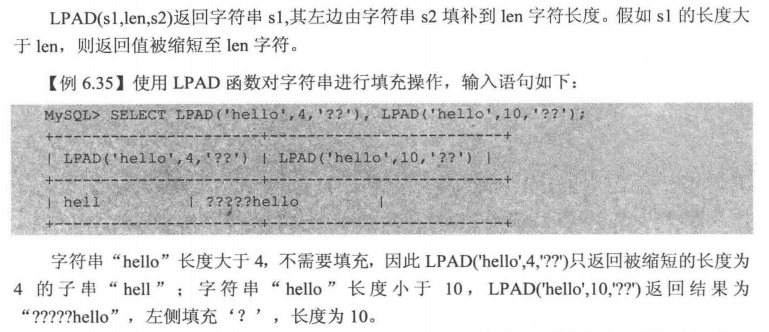 LPAD(s1,len,s2)返回字符串 s1,其左边由字符串 s2 填补到 len 字符长度。假如 s1 的长度大
于 len，则返回值被缩短至 len 字符。
【例 6.35】使用 LPAD 函数对字符串进行填充操作，输入语句如下：
MySQL> SELECT LPAD('hello',4,'??'), LPAD('hello',10,'??');
+----------------------+-----------------------+
| LPAD('hello',4,'??') | LPAD('hello',10,'??') |
+----------------------+-----------------------+
| hell | ?????hello |
+----------------------+-----------------------+
字符串“hello”长度大于 4，不需要填充，因此 LPAD('hello',4,'??')只返回被缩短的长度为
4 的子串“hell”；字符串“hello”长度小于 10，LPAD('hello',10,'??')返回结果为
“?????hello”，左侧填充‘?’，长度为 10。